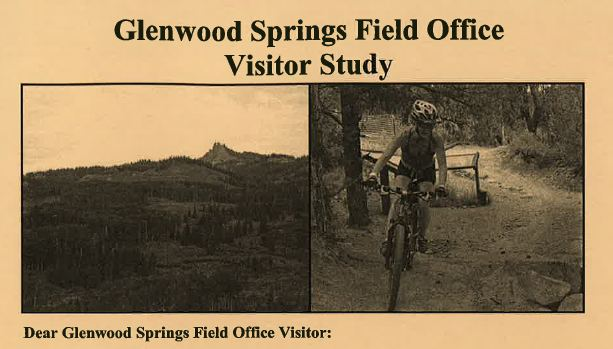 Glenwood Springs Field Office
Visitor Study
Dear Glenwood Springs Field Office Visitor: